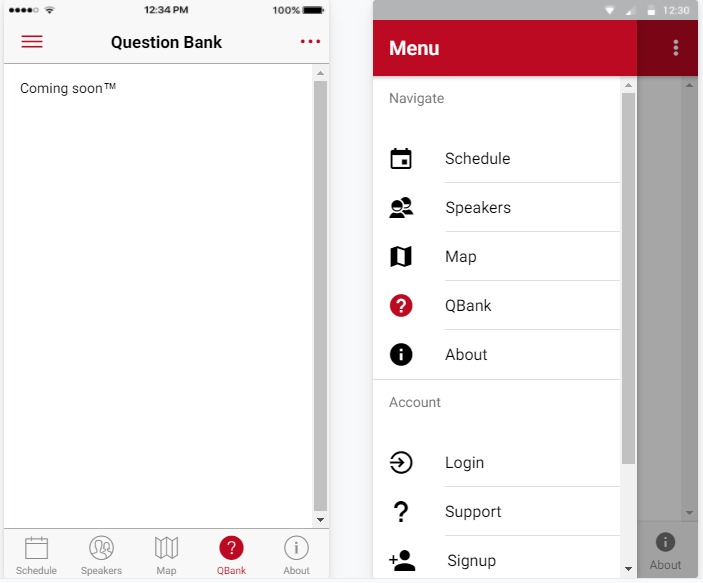 12:34 PM
100%
Question Bank
Coming soon™
Schedule
Speakers
Map
QBank
About
12:30
Menu
Navigate
Schedule
Speakers
Map
QBank
About
Account
Login
Support
Signup
About